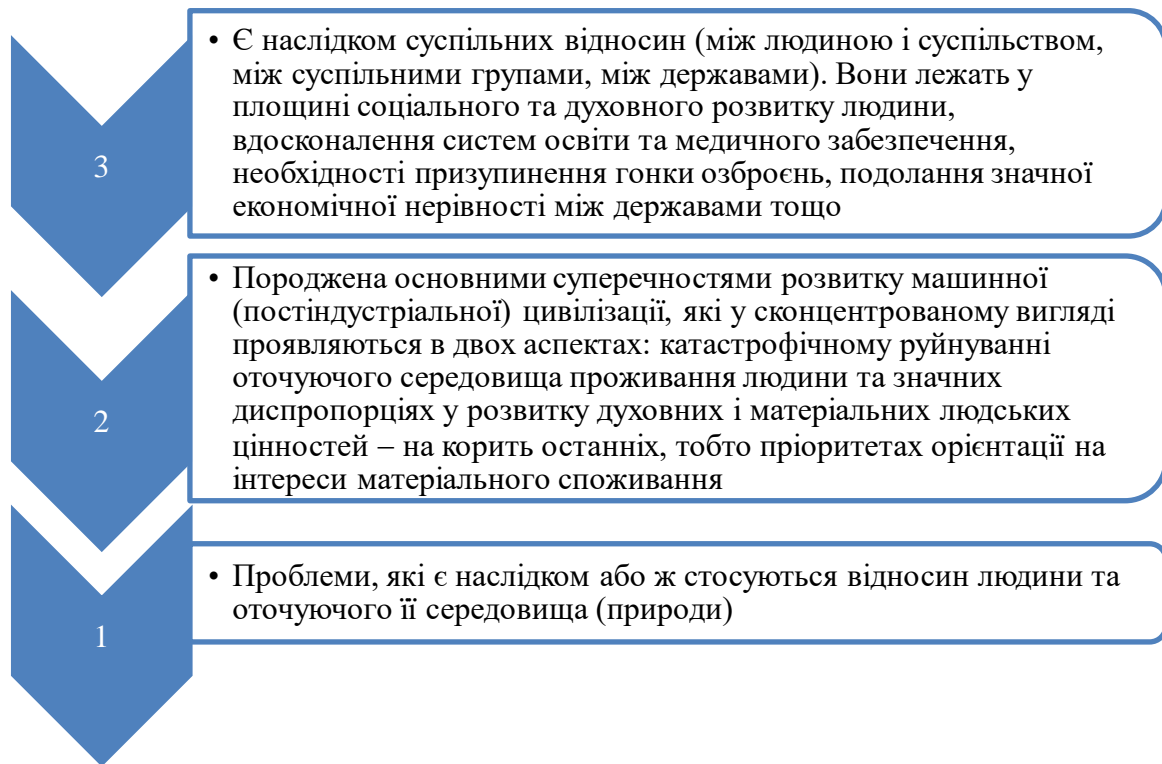 3
• Є наслідком суспільних відносин (між людиною і суспільством,
між суспільними групами, між державами). Вони лежать у
площині соціального та духовного розвитку людини,
вдосконалення систем освіти та медичного забезпечення,
необхідності призупинення гонки озброєнь, подолання значної
економічної нерівності між державами тощо
2
• Породжена основними суперечностями розвитку машинної
(постіндустріальної) цивілізації, які у сконцентрованому вигляді
проявляються в двох аспектах: катастрофічному руйнуванні
оточуючого середовища проживання людини та значних
диспропорціях у розвитку духовних і матеріальних людських
цінностей – на корить останніх, тобто пріоритетах орієнтації на
інтереси матеріального споживання
1
• Проблеми, які є наслідком або ж стосуються відносин людини та
оточуючого її середовища (природи)